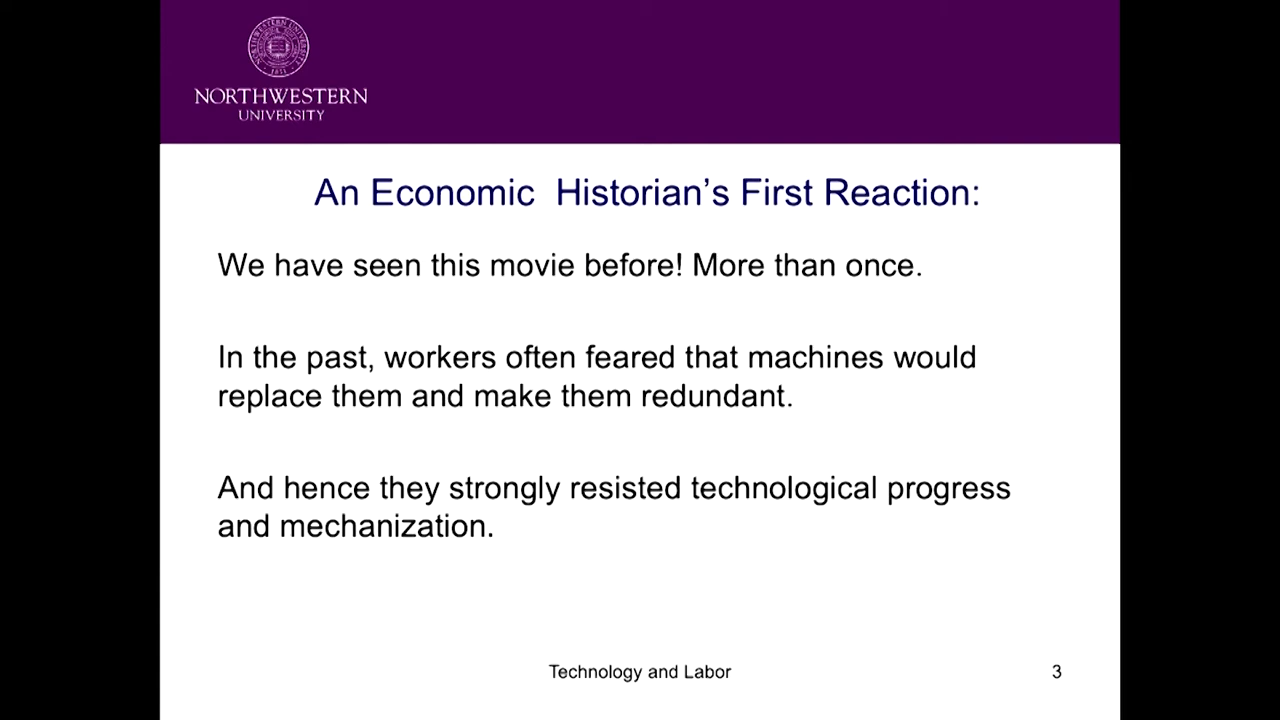 NORTHWESTERN
UNIVERSITY
An Economic  Historian's First Reaction:
We have seen this movie before! More than once.
In the past, workers often feared that machines would
replace them and make them redundant.
And hence they strongly resisted technological progress
and mechanization.
Technology and Labor
3